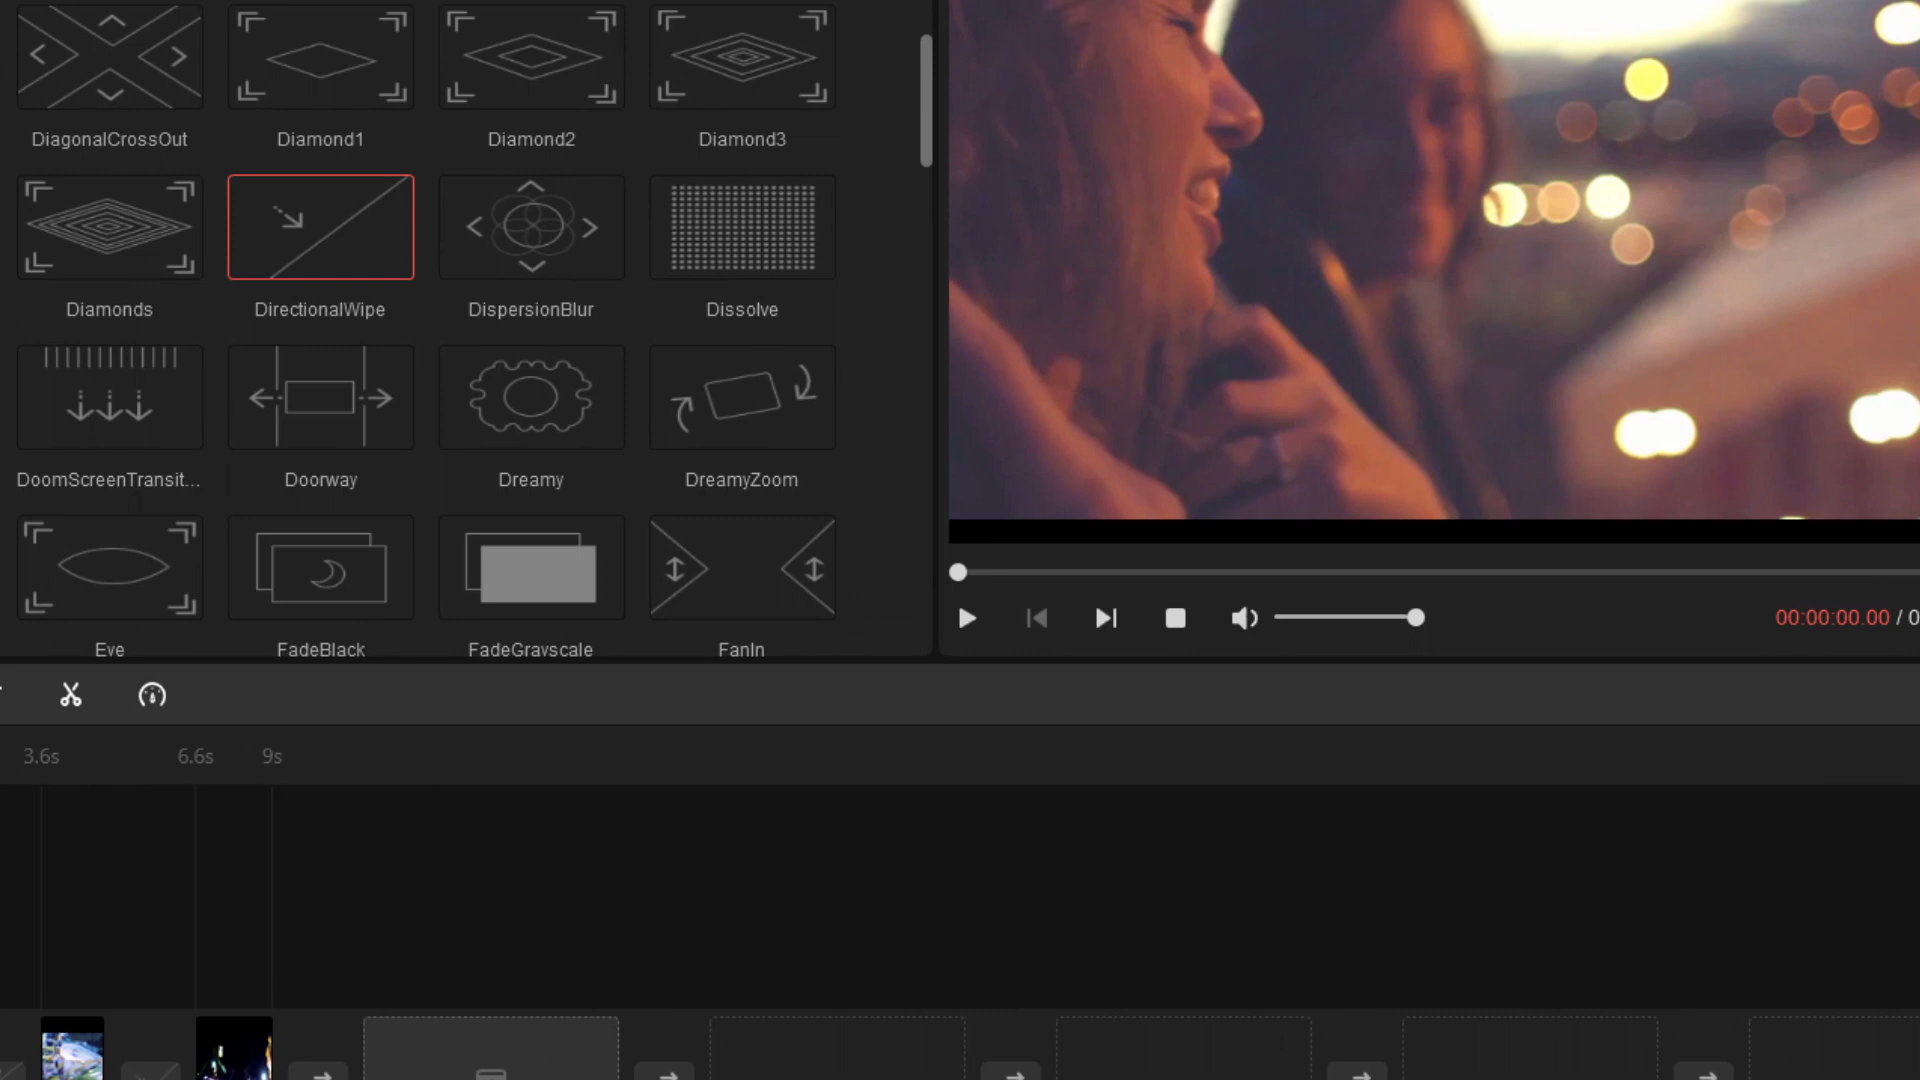 DiagonalCrossOut Diamond1 Diamond2 Diamond3
Diamonds DirectionalWipe DispersionBlur Dissolve
DoomScreenTransit... Doorway Dreamy DreamyZoom
Eye FadeBlack FadeGrayscale FanIn
00:00:00.00 / 0
3.6s 6.6s 9s